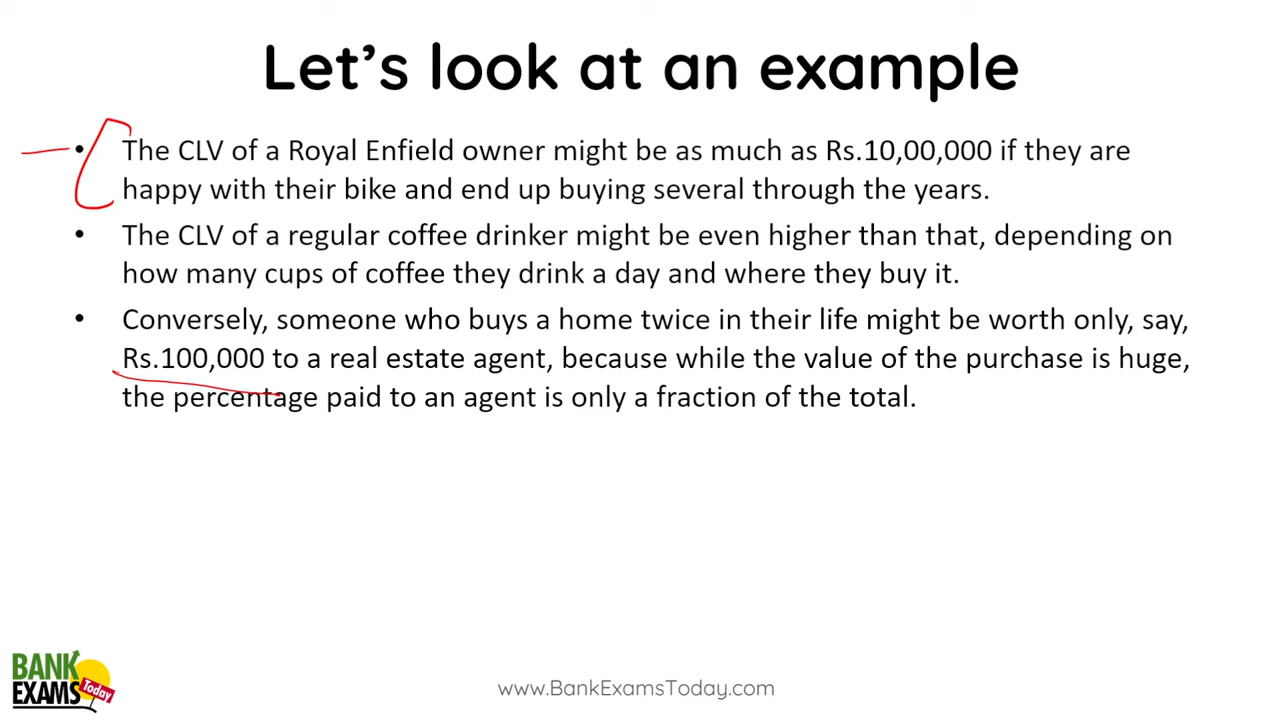 Let's look at an example
• The CLV of a Royal Enfield owner might be as much as Rs.10,00,000 if they are
happy with their bike and end up buying several through the years.
• The CLV of a regular coffee drinker might be even higher than that, depending on
how many cups of coffee they drink a day and where they buy it.
• Conversely, someone who buys a home twice in their life might be worth only, say,
Rs.100,000 to a real estate agent, because while the value of the purchase is huge,
the percentage paid to an agent is only a fraction of the total.
BANK
EXAMS
Today
www.BankExamsToday.com